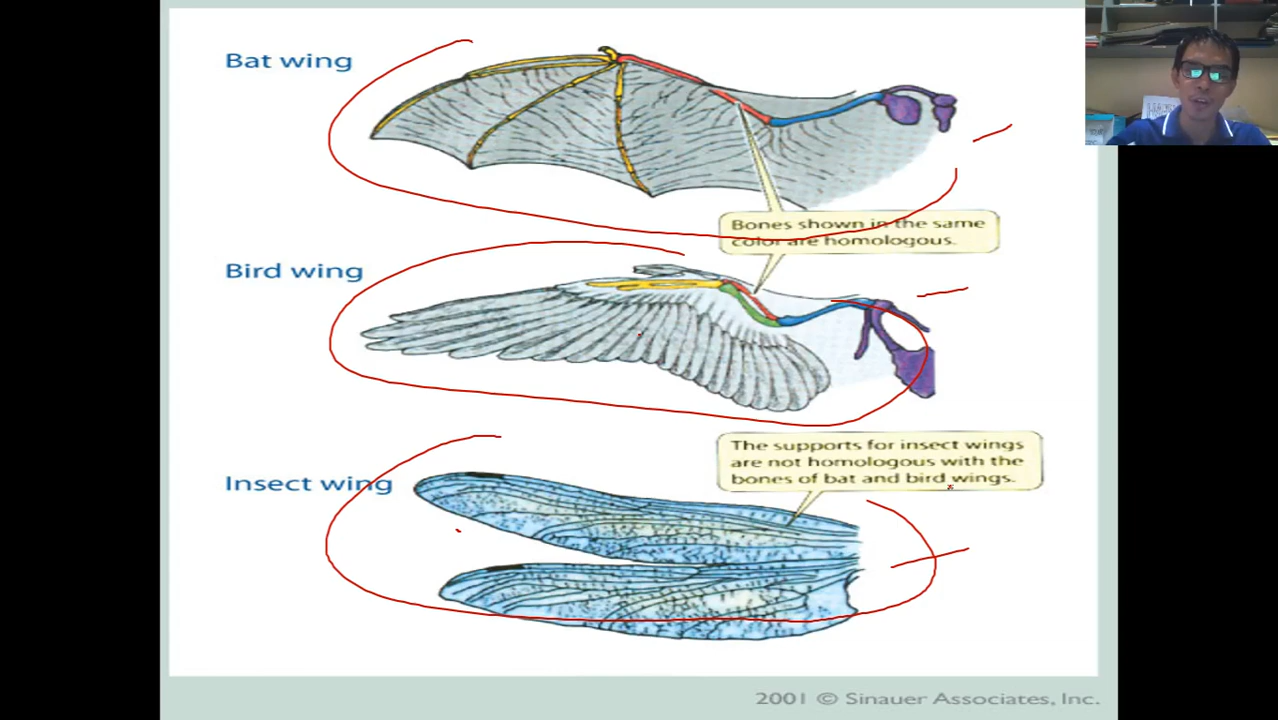 Bat wing
Bones shown in the same
color are homologous.
Bird wing
The supports for insect wings
are not homologous with the
bones of bat and bird wings.
Insect wing
2001 © Sinauer Associates, Inc.